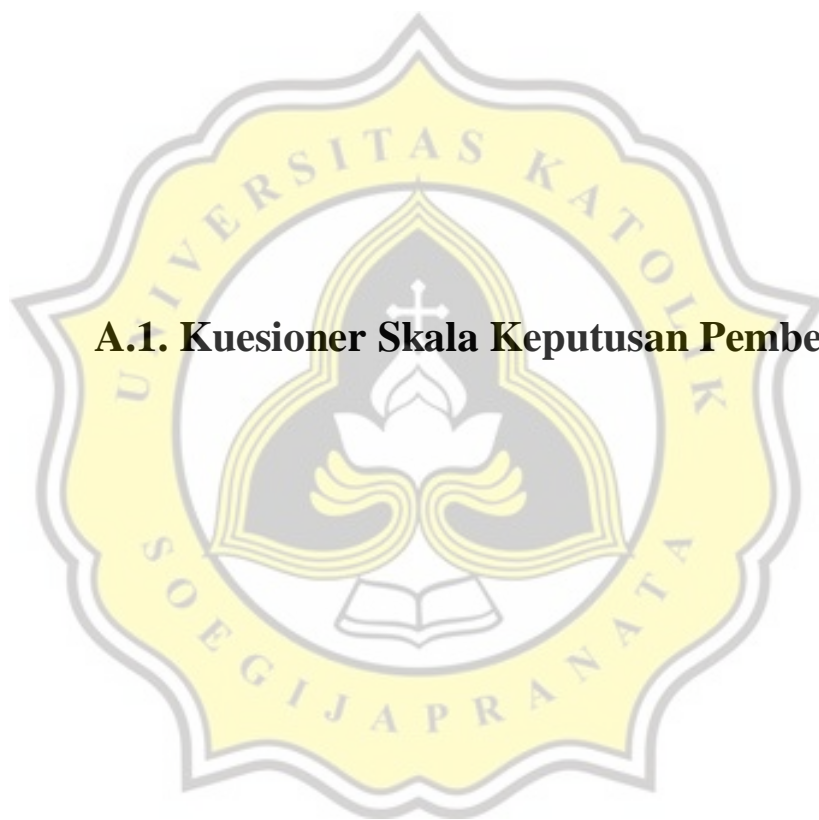 UNIVERSITAS KATOLIK
A.1. Kuesioner Skala Keputusan Pembe
SOEGIJAPRANATA